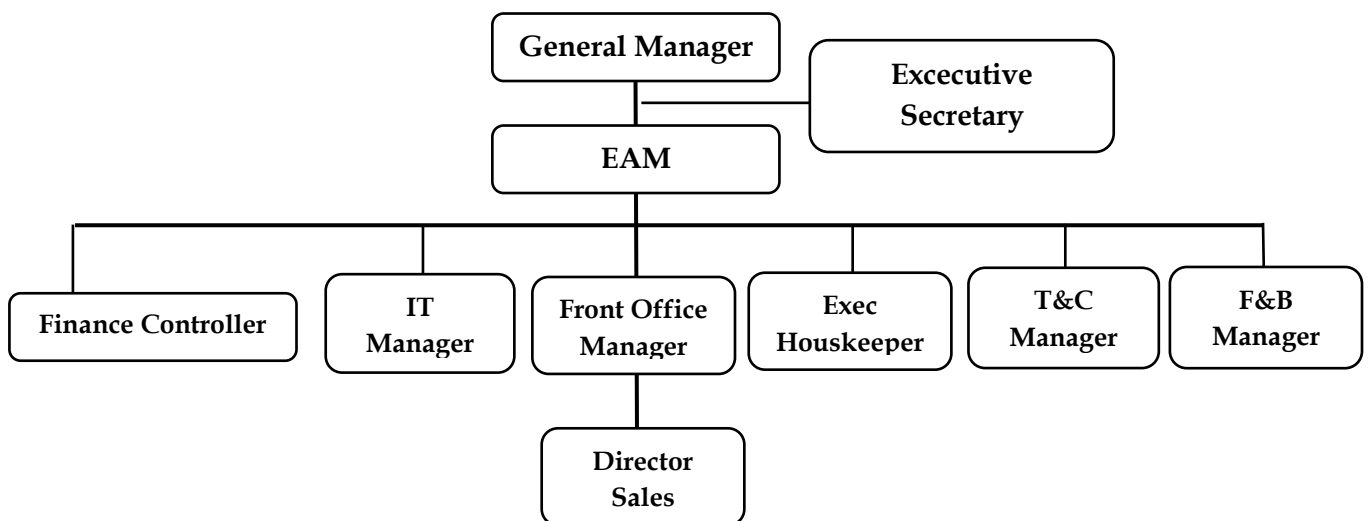 General Manager
Excecutive
Secretary
EAM
Finance Controller
IT
Manager
Front Office
Manager
Exec
Houskeeper
T&C
Manager
F&B
Manager
Director
Sales